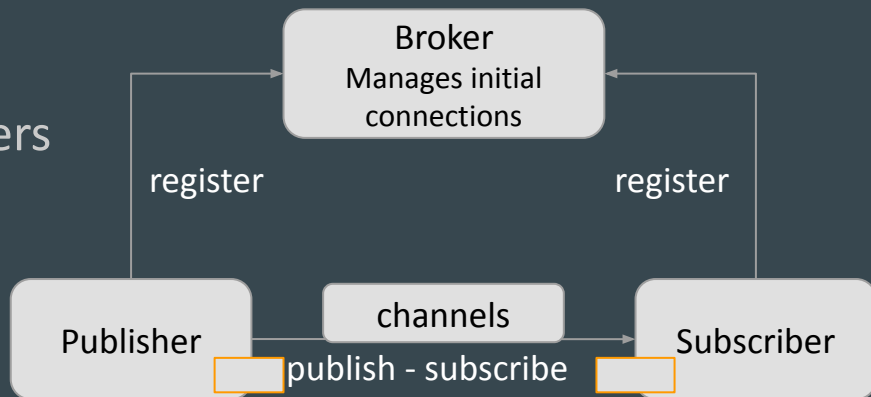 Broker
Manages initial
connections
ers
register
register
Publisher
channels
Subscriber
publish - subscribe